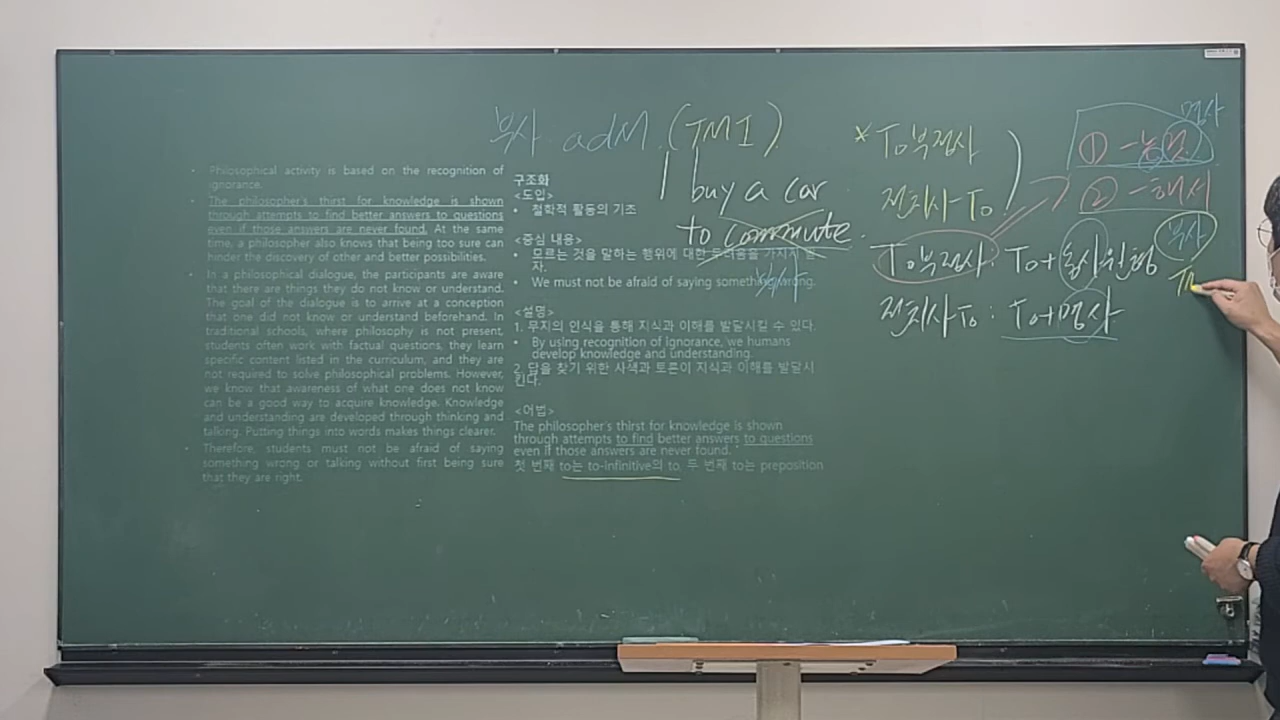 • Philosophical activity is based on the recognition of
ignorance.
• The philosopher's thirst for knowledge is shown
through attempts to find better answers to questions
even if those answers are never found. At the same
time, a philosopher also knows that being too sure can
hinder the discovery of other and better possibilities.
• In a philosophical dialogue, the participants are aware
that there are things they do not know or understand.
The goal of the dialogue is to arrive at a conception
that one did not know or understand beforehand. In
traditional schools, where philosophy is not present,
students often work with factual questions, they learn
specific content listed in the curriculum, and they are
not required to solve philosophical problems. However,
we know that awareness of what one does not know
can be a good way to acquire knowledge. Knowledge
and understanding are developed through thinking and
talking. Putting things into words makes things clearer.
• Therefore, students must not be afraid of saying
something wrong or talking without first being sure
that they are right.
부사 adM. (TMI)
buy a car
to commute.
부사
구조화
<도입>
• 철학적 활동의 기조
<중심 내용>
• 모르는 것을 말하는 행위에 대한 두려움을 가지지 말
자.
• We must not be afraid of saying something wrong.
<설명>
1. 무지의 인식을 통해 지식과 이해를 발달시킬 수 있다.
• By using recognition of ignorance, we humans
develop knowledge and understanding.
2. 답을 찾기 위한 사색과 토론이 지식과 이해를 발달시
킨다.
<어법>
The philosopher's thirst for knowledge is shown
through attempts to find better answers to questions
even if those answers are never found.
첫 번째 to는 to-infinitive의 to, 두 번째 to는 preposition
* To부정사
전치사 To
To부정사: To+동사원형
전치사 To: To+명사
명사
①
② -해서
부사